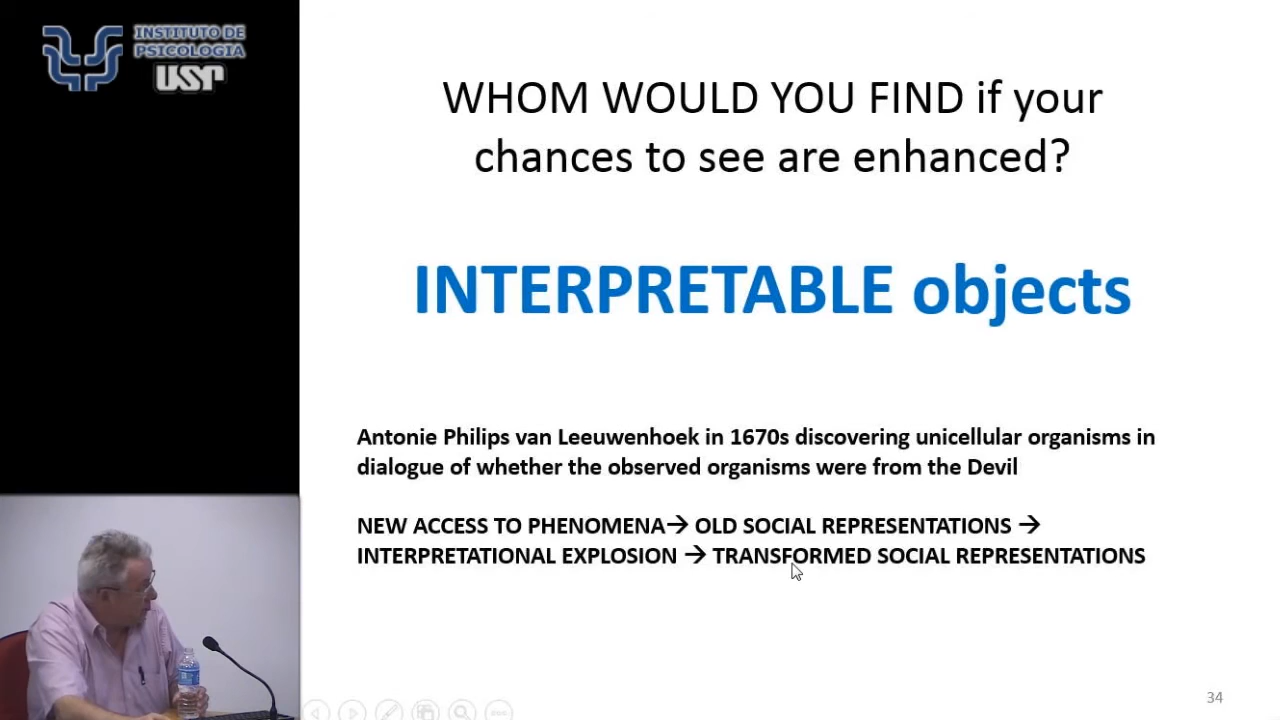 INSTITUTO DE
PSICOLOGIA
USP
WHOM WOULD YOU FIND if your
chances to see are enhanced?
INTERPRETABLE objects
Antonie Philips van Leeuwenhoek in 1670s discovering unicellular organisms in
dialogue of whether the observed organisms were from the Devil
NEW ACCESS TO PHENOMENA→ OLD SOCIAL REPRESENTATIONS →
INTERPRETATIONAL EXPLOSION → TRANSFORMED SOCIAL REPRESENTATIONS
34